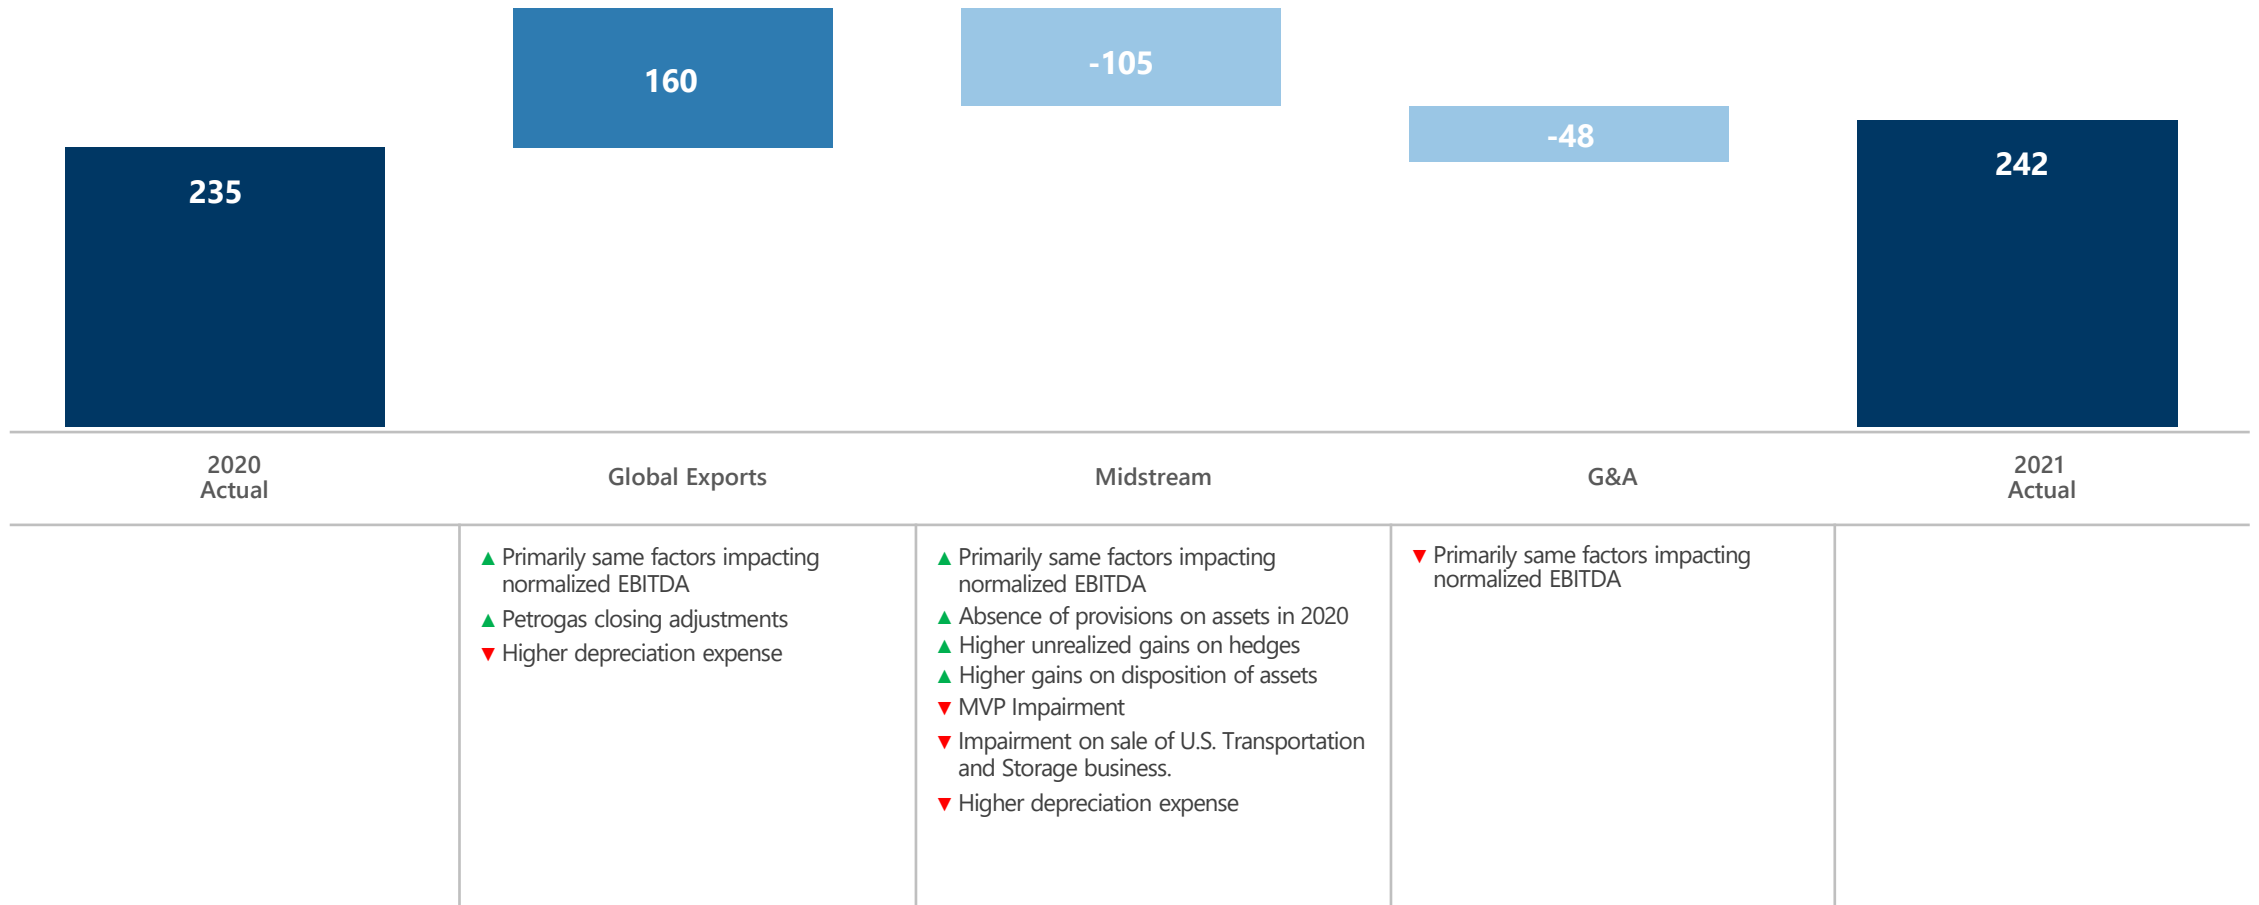 160
-105
-48
235
242
2020
Actual
Global Exports
Midstream
G&A
2021
Actual
▲ Primarily same factors impacting
normalized EBITDA
▲ Petrogas closing adjustments
▼ Higher depreciation expense
▲ Primarily same factors impacting
normalized EBITDA
▲ Absence of provisions on assets in 2020
▲ Higher unrealized gains on hedges
▲ Higher gains on disposition of assets
▼ MVP Impairment
▼ Impairment on sale of U.S. Transportation
and Storage business.
▼ Higher depreciation expense
▼ Primarily same factors impacting
normalized EBITDA